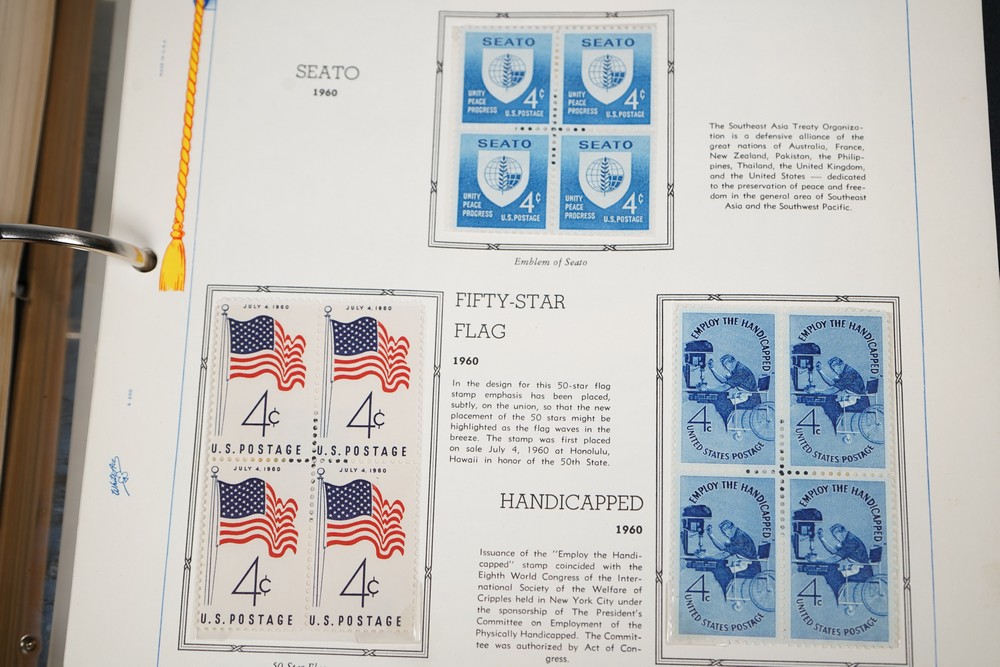 SEATO
1960
SEATO
UNITY
PEACE
PROGRESS
4¢
U.S. POSTAGE
SEATO
UNITY
PEACE
PROGRESS
4¢
U.S. POSTAGE
SEATO
UNITY
PEACE
PROGRESS
4¢
U.S. POSTAGE
SEATO
UNITY
PEACE
PROGRESS
4¢
U.S. POSTAGE
Emblem of Seato
The Southeast Asia Treaty Organiza-
tion is a defensive alliance of the
great nations of Australia, France,
New Zealand, Pakistan, the Philip-
pines, Thailand, the United Kingdom,
and the United States — dedicated
to the preservation of peace and free-
dom in the general area of Southeast
Asia and the Southwest Pacific.
JULY 4, 1960
4¢
U.S. POSTAGE
JULY 4, 1960
4¢
U.S. POSTAGE
JULY 4, 1960
4¢
U.S. POSTAGE
JULY 4, 1960
4¢
U.S. POSTAGE
FIFTY-STAR
FLAG
1960
In the design for this 50-star flag
stamp emphasis has been placed,
subtly, on the union, so that the new
placement of the 50 stars might be
highlighted as the flag waves in the
breeze. The stamp was first placed
on sale July 4, 1960 at Honolulu,
Hawaii in honor of the 50th State.
HANDICAPPED
1960
Issuance of the "Employ the Handi-
capped" stamp coincided with the
Eighth World Congress of the Inter-
national Society of the Welfare of
Cripples held in New York City under
the sponsorship of The President's
Committee on Employment of the
Physically Handicapped. The Commit-
tee was authorized by Act of Con-
gress.
EMPLOY THE HANDICAPPED
4c
UNITED STATES POSTAGE
EMPLOY THE HANDICAPPED
4c
UNITED STATES POSTAGE
EMPLOY THE HANDICAPPED
4c
UNITED STATES POSTAGE
EMPLOY THE HANDICAPPED
4c
UNITED STATES POSTAGE